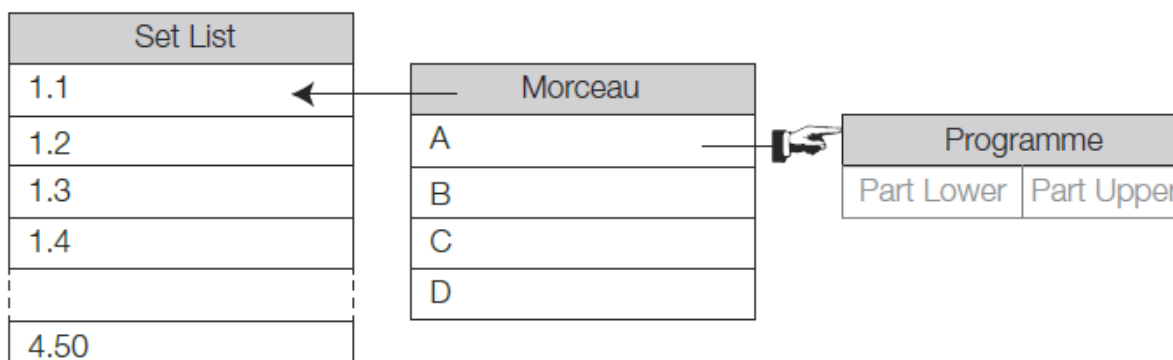 Set List
1.1
1.2
1.3
1.4
4.50
Morceau
A
B
C
D
Programme
Part Lower
Part Upper